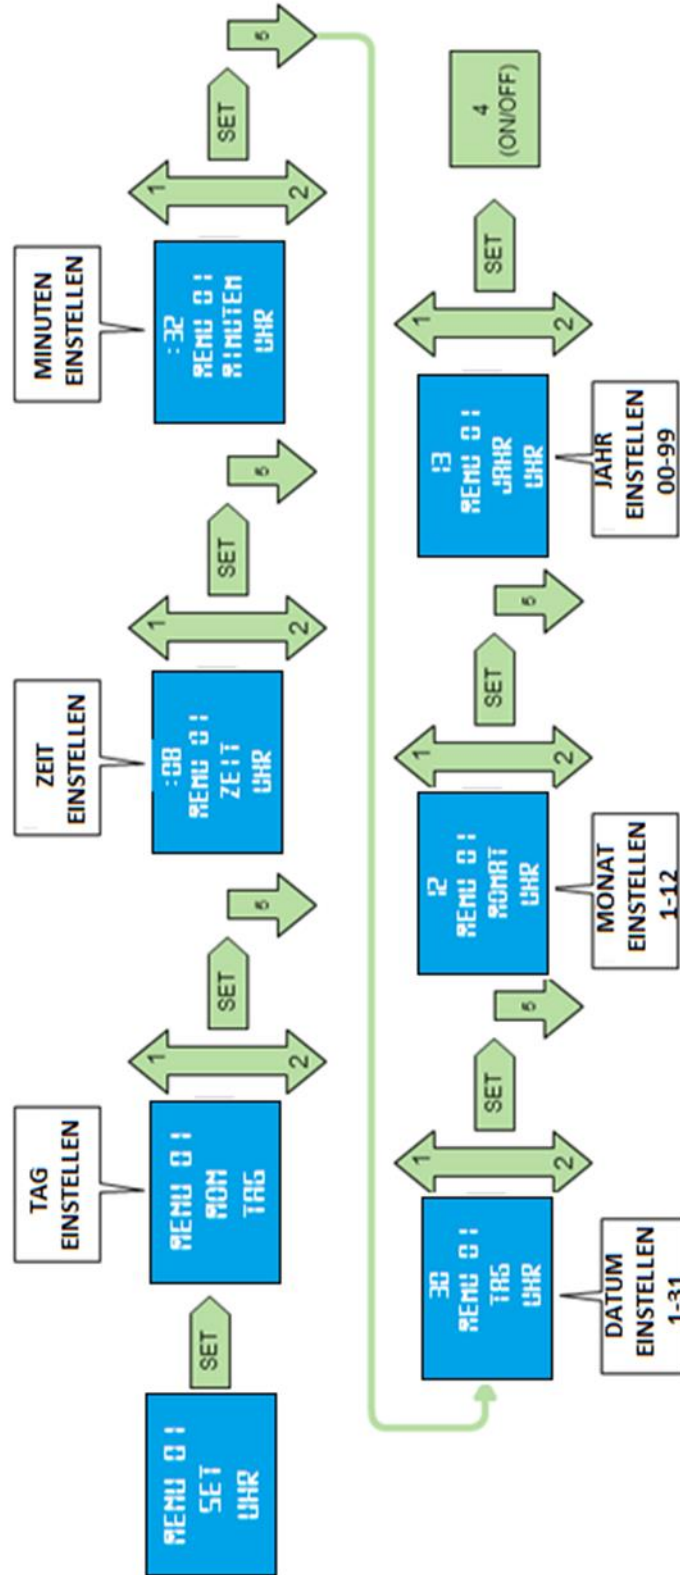 MENU 01
SET
UHR
SET
TAG
EINSTELLEN
MENU 01
MON
TAG
1
2
SET
5
ZEIT
EINSTELLEN
:08
MENU 01
ZEIT
UHR
1
2
SET
5
MINUTEN
EINSTELLEN
:32
MENU 01
MINUTEN
UHR
1
2
SET
5
30
MENU 01
TAG
UHR
DATUM
EINSTELLEN
1-31
1
2
SET
5
12
MENU 01
MONAT
UHR
MONAT
EINSTELLEN
1-12
1
2
SET
5
13
MENU 01
JAHR
UHR
JAHR
EINSTELLEN
00-99
1
2
SET
4
(ON/OFF)